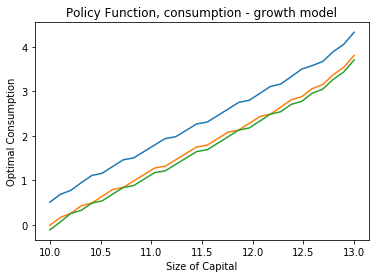 Policy Function, consumption - growth model
Optimal Consumption
4
3
2
1
0
10.0 10.5 11.0 11.5 12.0 12.5 13.0
Size of Capital